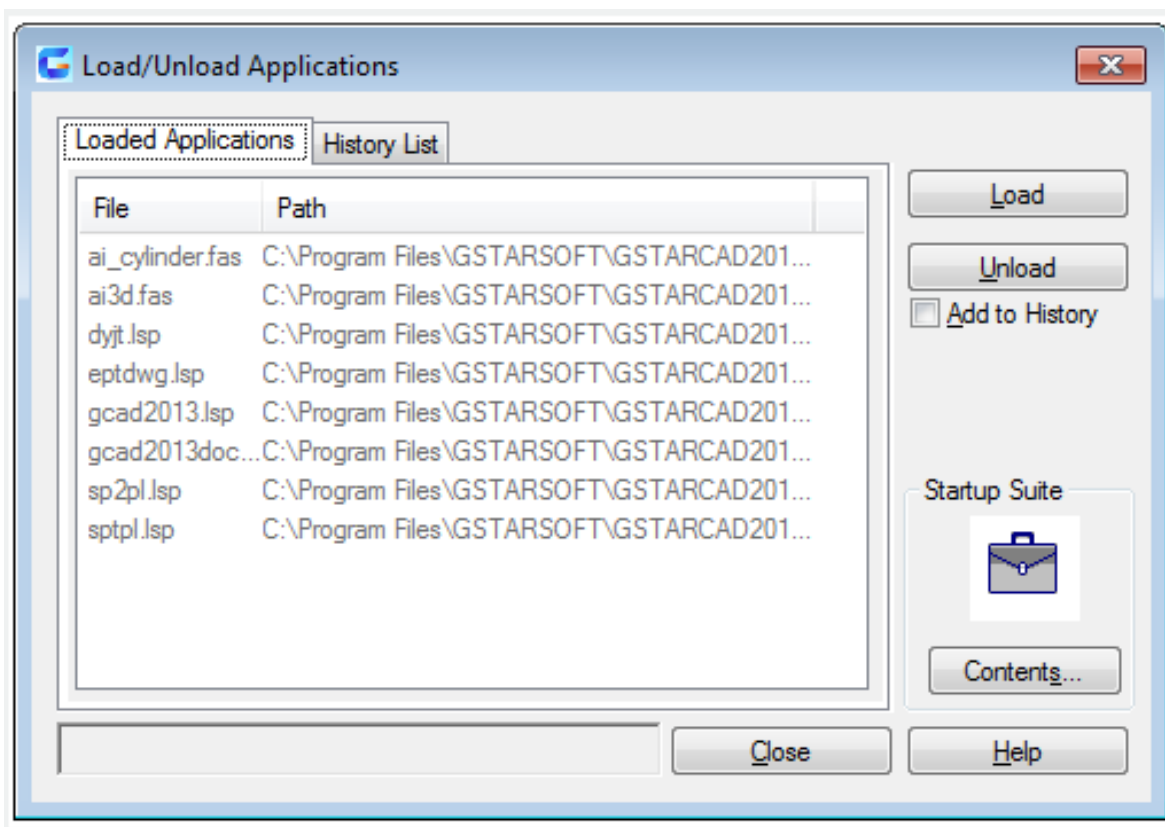 Load/Unload Applications
Loaded Applications History List
File Path
ai_cylinder.fas C:\Program Files\GSTARSOFT\GSTARCAD201...
ai3d.fas C:\Program Files\GSTARSOFT\GSTARCAD201...
dyjt.lsp C:\Program Files\GSTARSOFT\GSTARCAD201...
eptdwg.lsp C:\Program Files\GSTARSOFT\GSTARCAD201...
gcad2013.lsp C:\Program Files\GSTARSOFT\GSTARCAD201...
gcad2013doc...C:\Program Files\GSTARSOFT\GSTARCAD201...
sp2pl.lsp C:\Program Files\GSTARSOFT\GSTARCAD201...
sptpl.lsp C:\Program Files\GSTARSOFT\GSTARCAD201...
Load
Unload
Add to History
Startup Suite
Contents...
Close Help